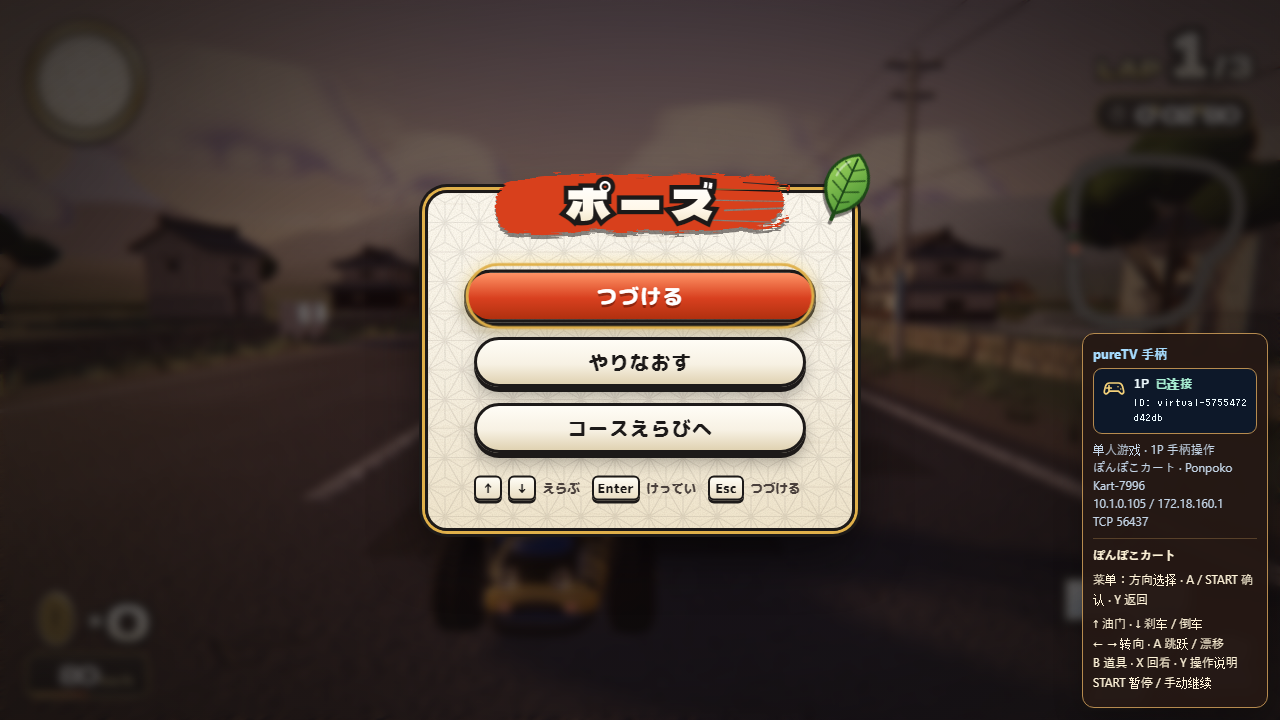 LAP 1/3
ポーズ
つづける
やりなおす
コースえらびへ
↑ ↓ えらぶ Enter けってい Esc つづける
pureTV 手柄
1P 已连接
ID: virtual-5755472
d42db
单人游戏 · 1P 手柄操作
ぽんぽこカート · Ponpoko
Kart-7996
10.1.0.105 / 172.18.160.1
TCP 56437
ぽんぽこカート
菜单：方向选择 · A / START 确
认 · Y 返回
↑ 油门 · ↓ 刹车 / 倒车
← → 转向 · A 跳跃 / 漂移
B 道具 · X 回看 · Y 操作说明
START 暂停 / 手动继续